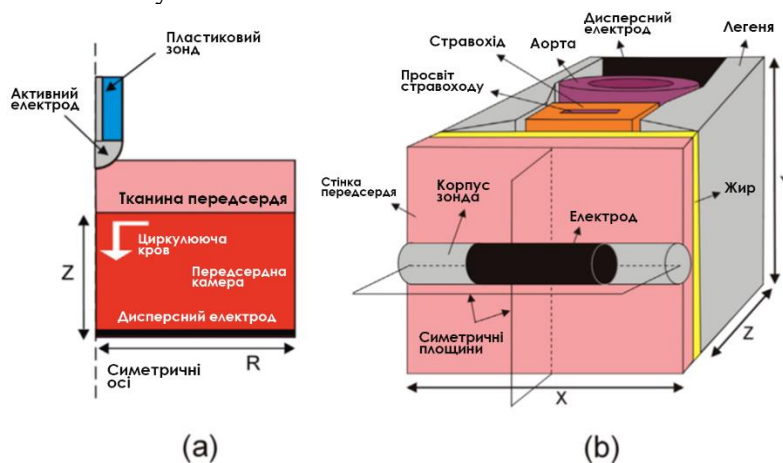 Пластиковий
зонд
Активний
електрод
Тканина передсердя
Циркулююча
кров
Передсердна
камера
Z
Дисперсний електрод
R
Симетричні
осі
(a)
Дисперсний
електрод
Стравохід
Аорта
Легеня
Просвіт
стравоходу
Стінка
передсердя
Корпус
зонда
Електрод
Жир
Симетричні
площини
X
Z
(b)